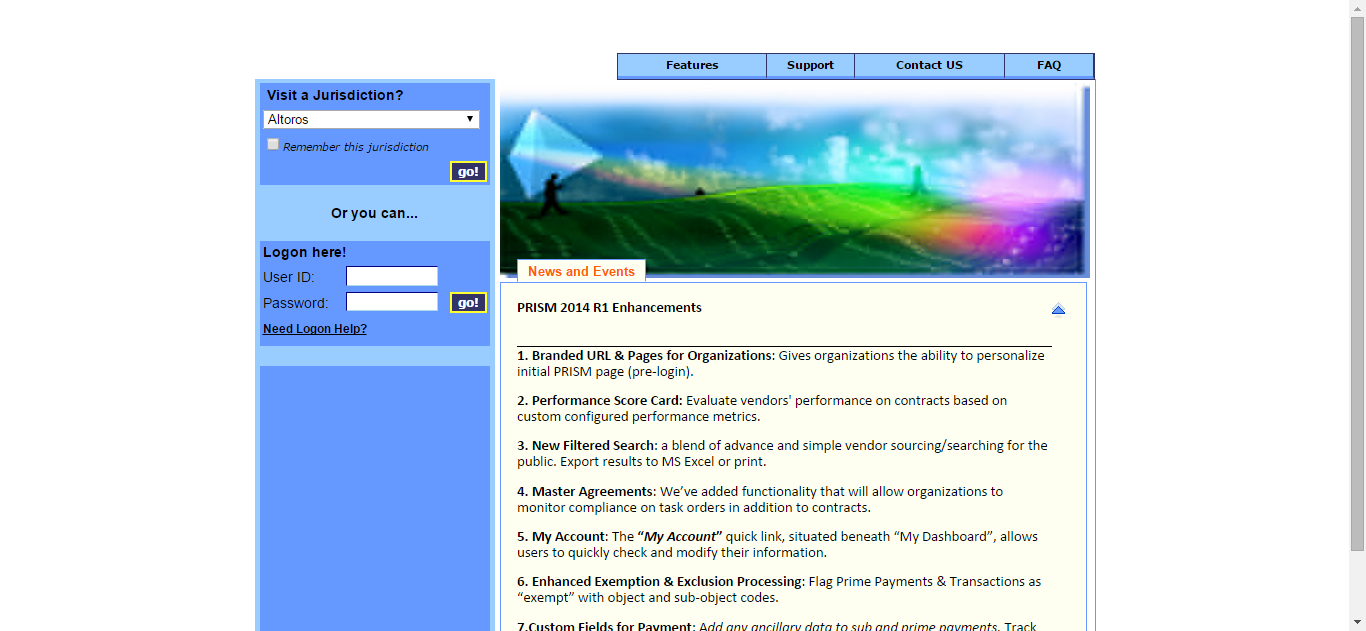 Features Support Contact US FAQ
Visit a Jurisdiction?
Altoros
Remember this jurisdiction
go!
Or you can...
Logon here!
User ID:
Password: go!
Need Logon Help?
News and Events
PRISM 2014 R1 Enhancements
1. Branded URL & Pages for Organizations: Gives organizations the ability to personalize
initial PRISM page (pre-login).
2. Performance Score Card: Evaluate vendors' performance on contracts based on
custom configured performance metrics.
3. New Filtered Search: a blend of advance and simple vendor sourcing/searching for the
public. Export results to MS Excel or print.
4. Master Agreements: We’ve added functionality that will allow organizations to
monitor compliance on task orders in addition to contracts.
5. My Account: The “My Account” quick link, situated beneath “My Dashboard”, allows
users to quickly check and modify their information.
6. Enhanced Exemption & Exclusion Processing: Flag Prime Payments & Transactions as
“exempt” with object and sub-object codes.
7.Custom Fields for Payment: Add any ancillary data to sub and prime payments. Track